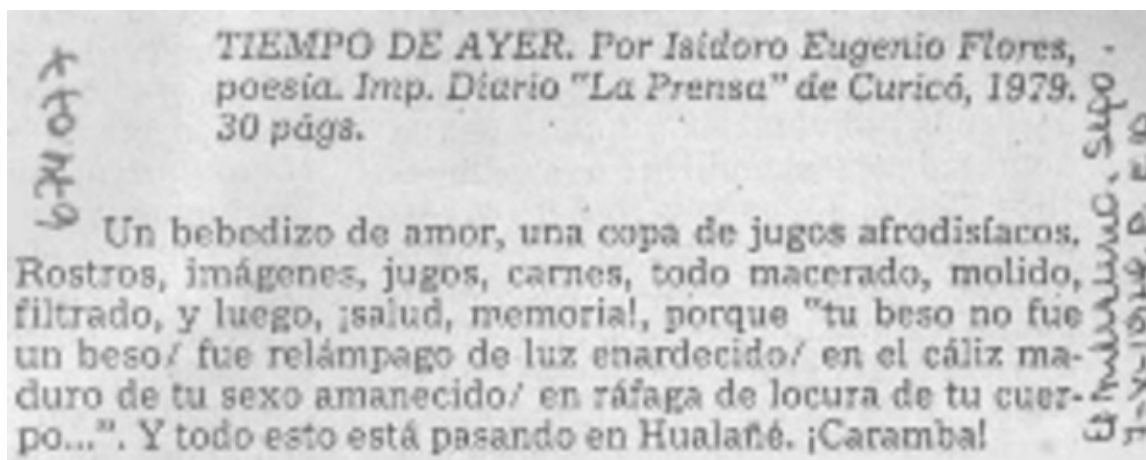 TIEMPO DE AYER. Por Isidoro Eugenio Flores,
poesía. Imp. Diario "La Prensa" de Curicó, 1979.
30 págs.
Un bebedizo de amor, una copa de jugos afrodisíacos.
Rostros, imágenes, jugos, carnes, todo macerado, molido,
filtrado, y luego, ¡salud, memoria!, porque "tu beso no fue
un beso/ fue relámpago de luz enardecido/ en el cáliz ma-
duro de tu sexo amanecido/ en ráfaga de locura de tu cuer-
po...". Y todo esto está pasando en Hualañé. ¡Caramba!